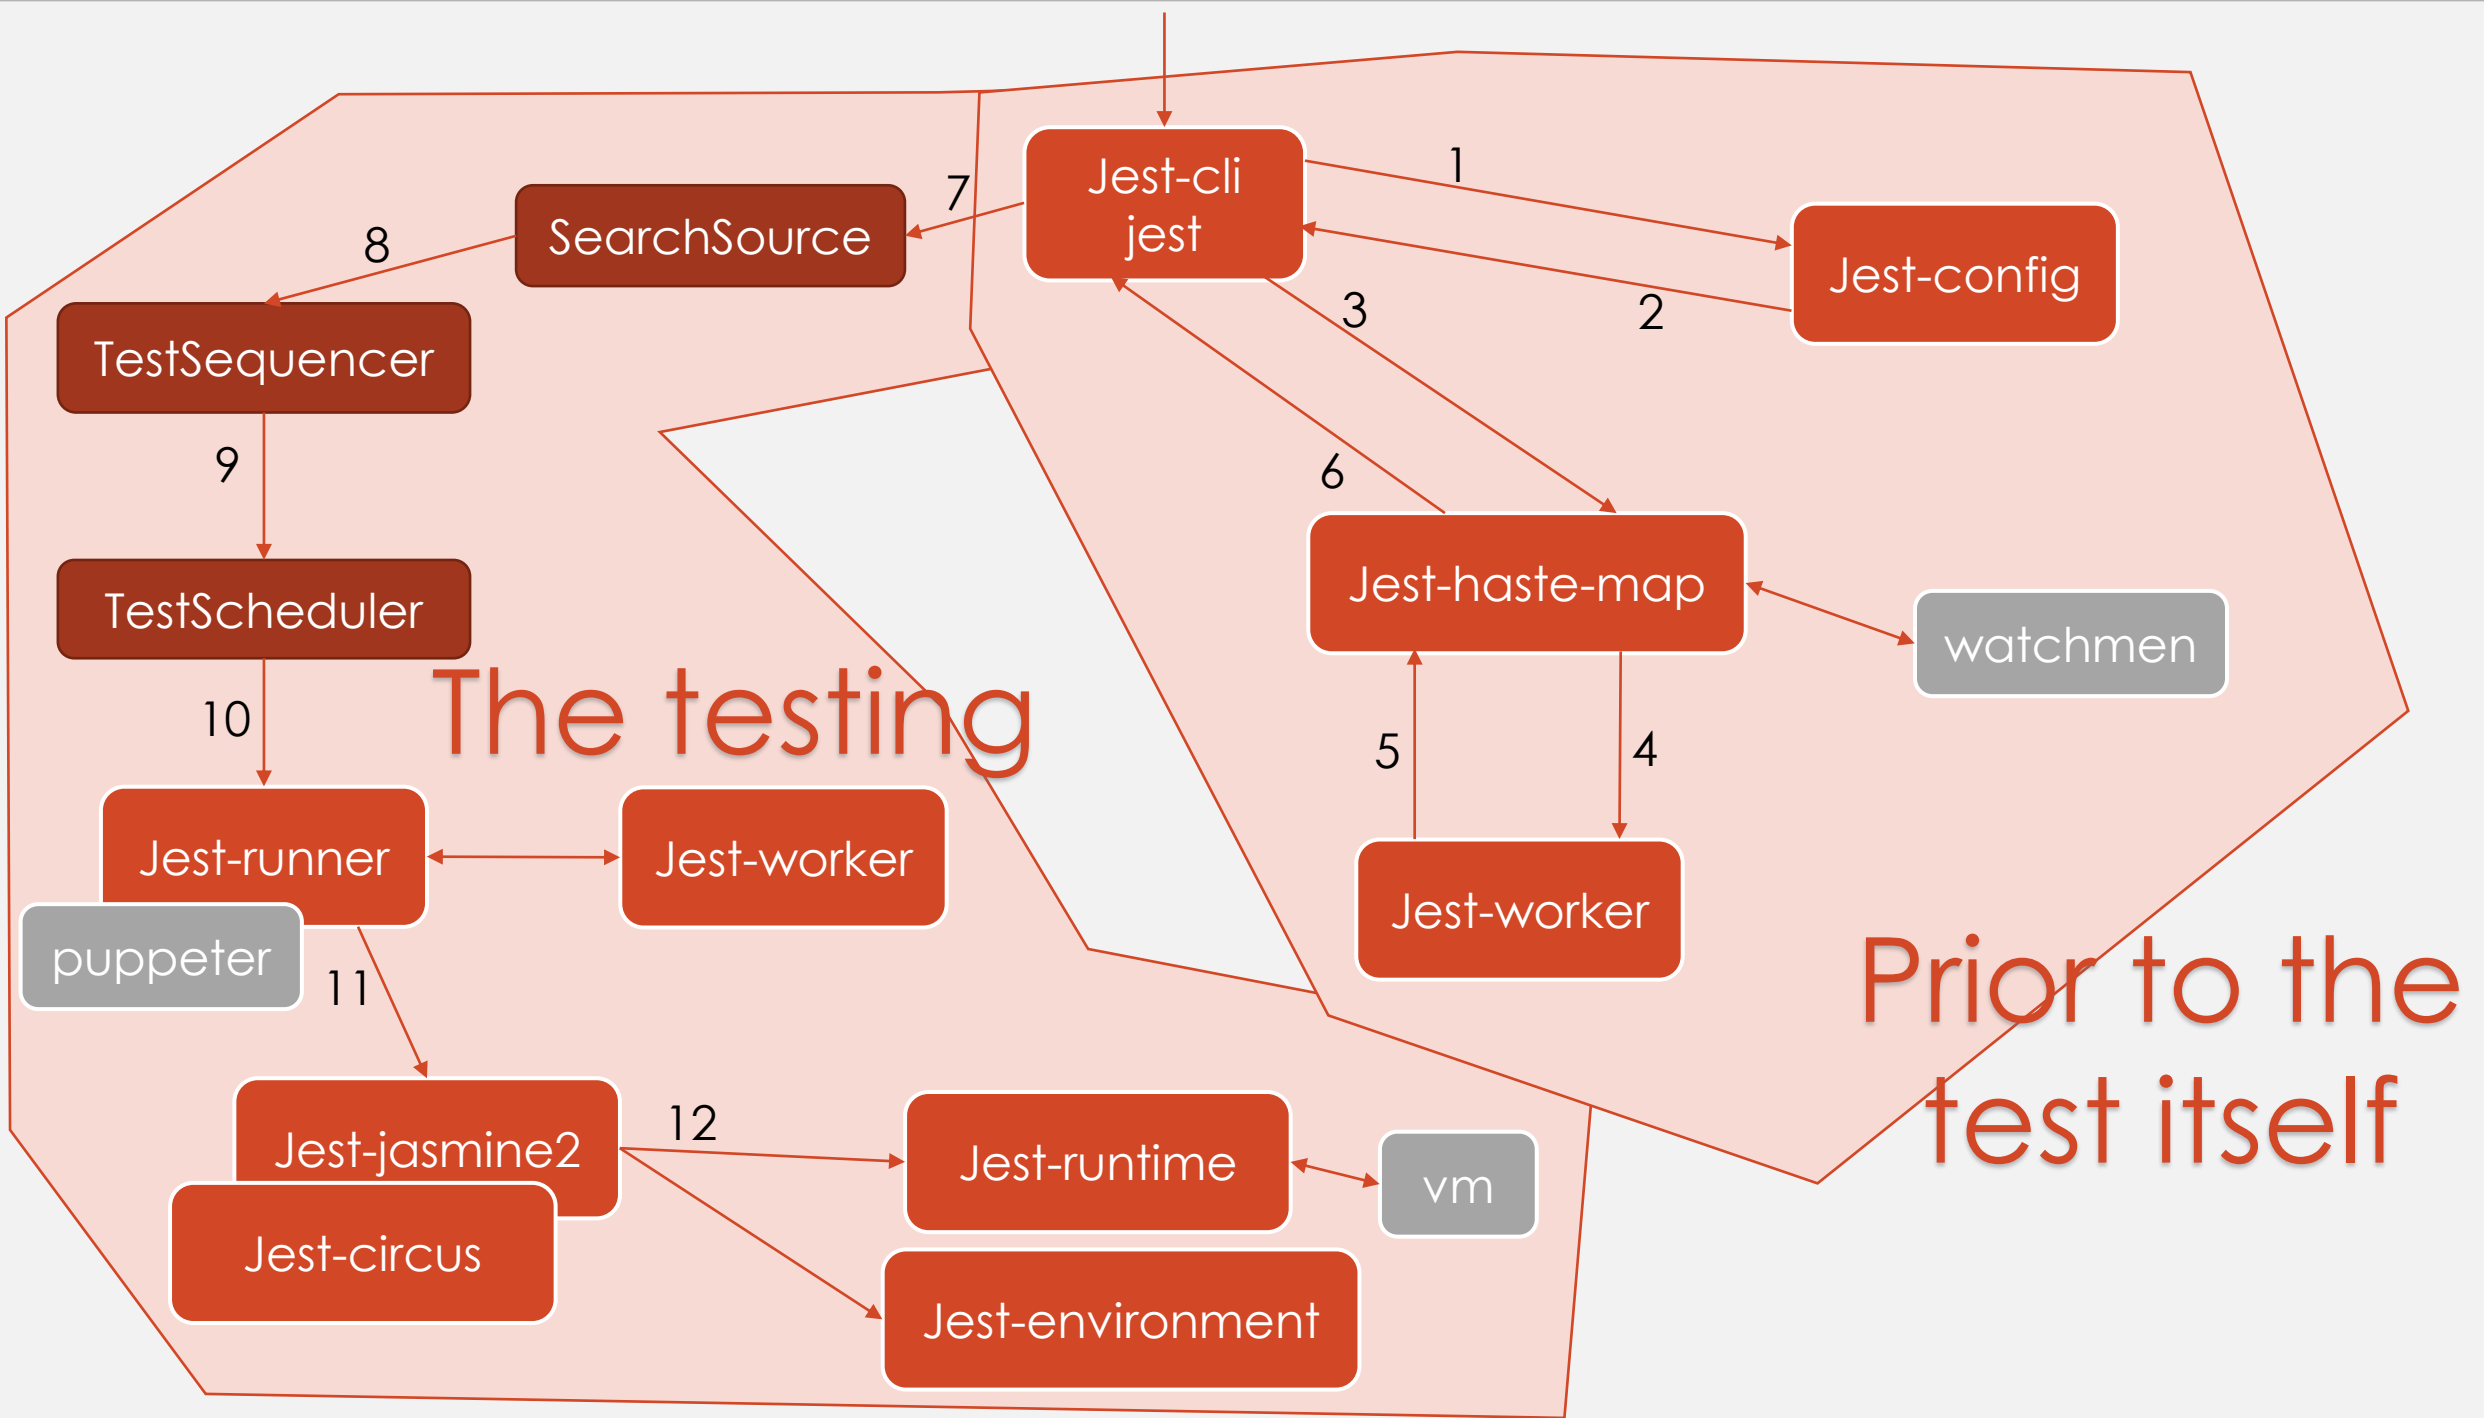 Jest-cli
jest
1
Jest-config
2
3
6
Jest-haste-map
watchmen
5
4
Jest-worker
Prior to the
test itself
7
SearchSource
8
TestSequencer
9
TestScheduler
10
The testing
Jest-runner
Jest-worker
puppeter
11
Jest-jasmine2
Jest-circus
12
Jest-runtime
vm
Jest-environment